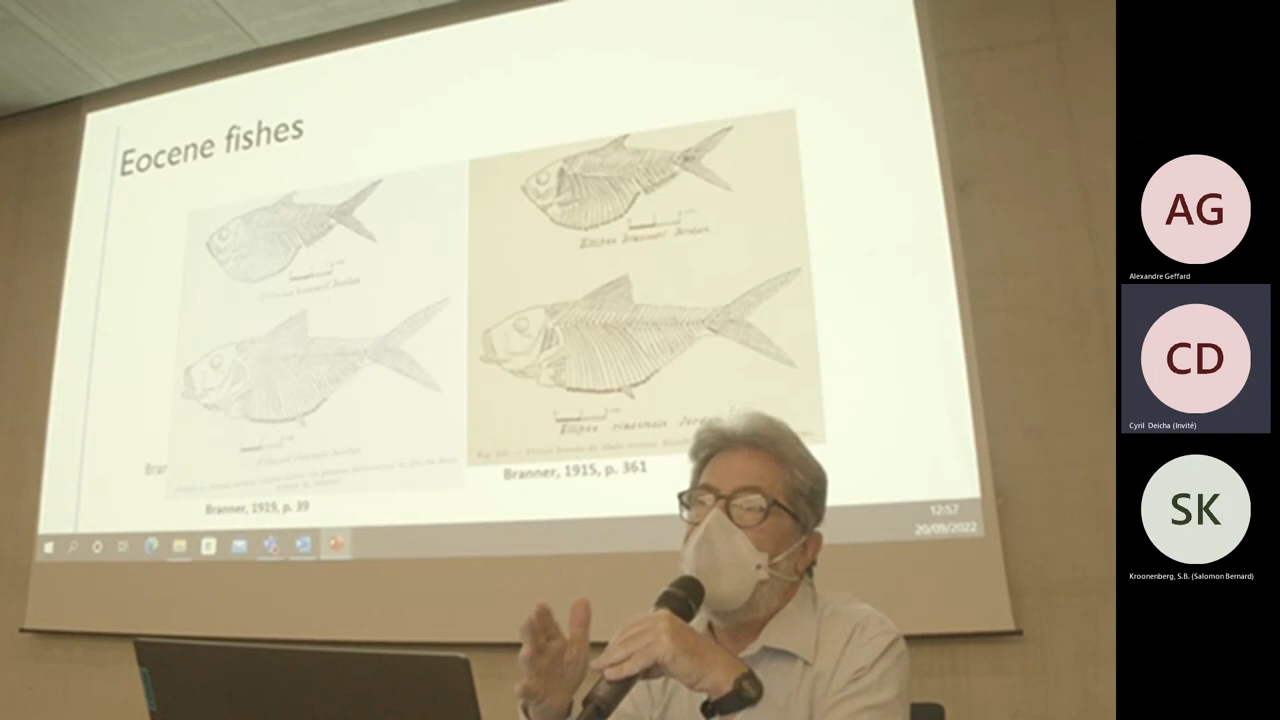 Eocene fishes
Branner, 1915, p. 361
Branner, 1919, p. 39
12:57
20/09/2022
AG
Alexandre Geffard
CD
Cyril Deicha (Invité)
SK
Kroonenberg, S.B. (Salomon Bernard)